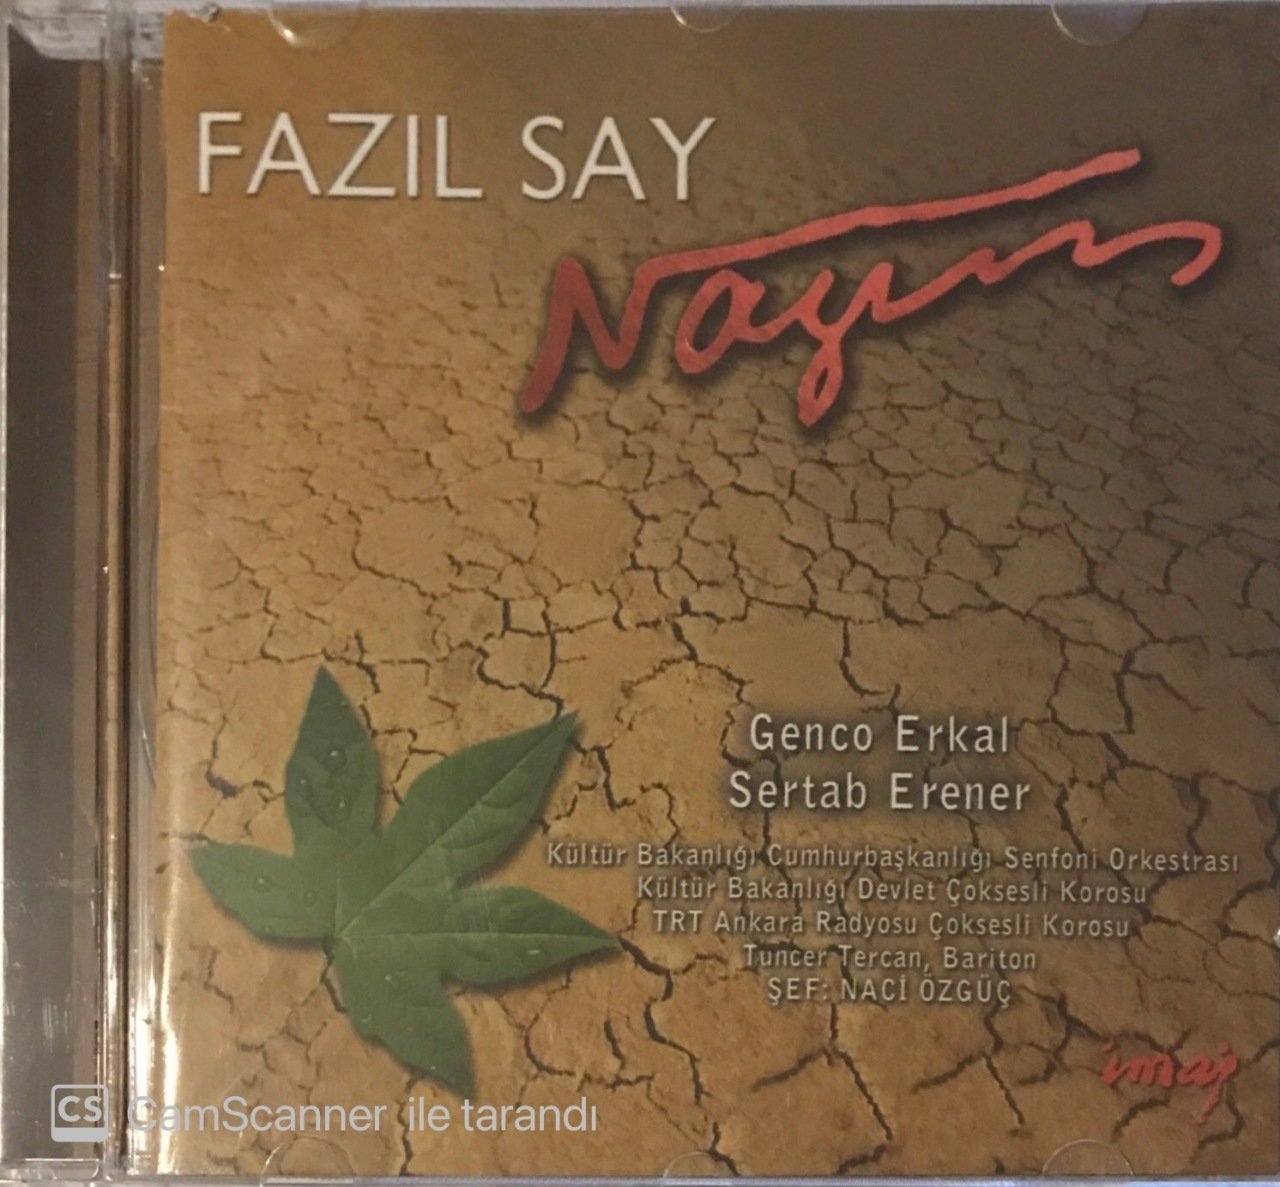 FAZIL SAY
Nazım
Genco Erkal
Sertab Erener
Kültür Bakanlığı Cumhurbaşkanlığı Senfoni Orkestrası
Kültür Bakanlığı Devlet Çoksesli Korosu
TRT Ankara Radyosu Çoksesli Korosu
Tuncer Tercan, Bariton
ŞEF: NACİ ÖZGÜÇ
imaj
CS CamScanner ile tarandı